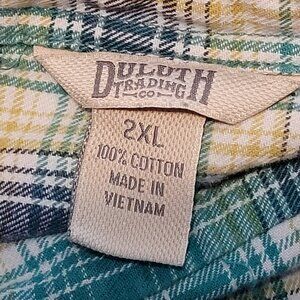 DULUTH
TRADING
CO
2XL
100% COTTON
MADE IN
VIETNAM